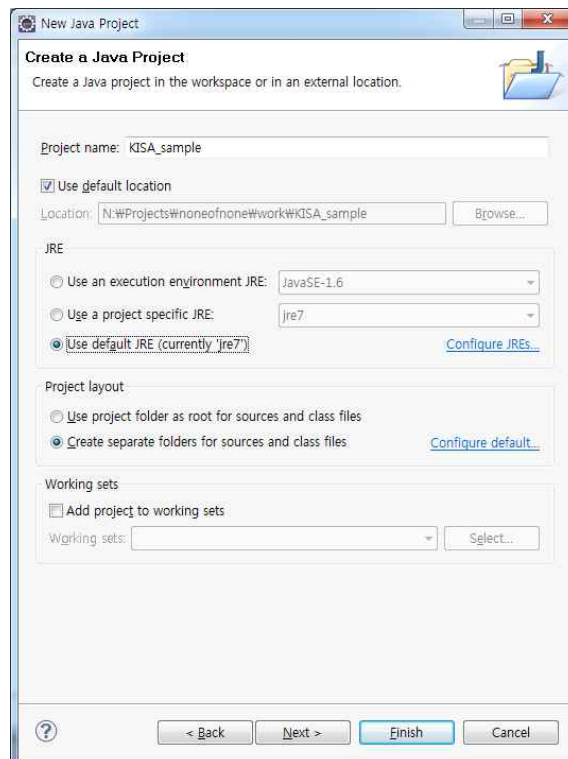 New Java Project
Create a Java Project
Create a Java project in the workspace or in an external location.
Project name: KISA_sample
Use default location
Location: N:₩Projects₩noneofnone₩work₩KISA_sample Browse...
JRE
Use an execution environment JRE: JavaSE-1.6
Use a project specific JRE: jre7
Use default JRE (currently 'jre7') Configure JREs...
Project layout
Use project folder as root for sources and class files
Create separate folders for sources and class files Configure default...
Working sets
Add project to working sets
Working sets: Select...
? < Back Next > Finish Cancel